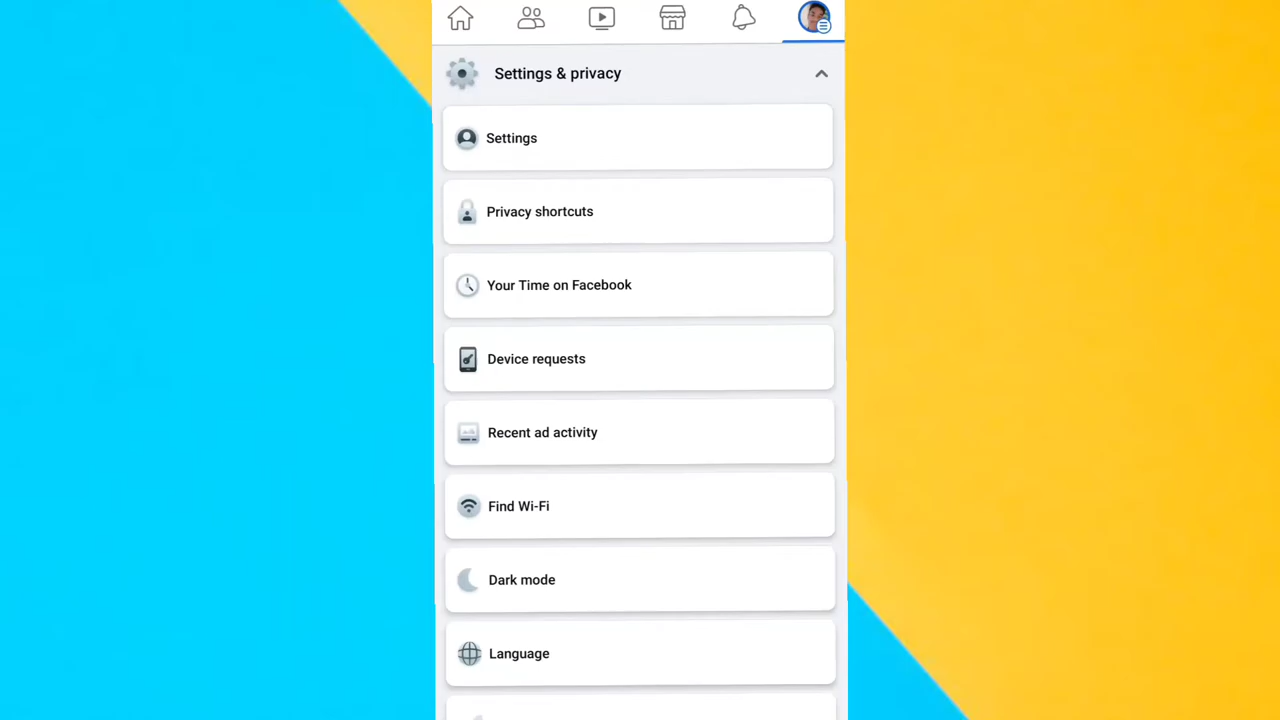 Settings & privacy
Settings
Privacy shortcuts
Your Time on Facebook
Device requests
Recent ad activity
Find Wi-Fi
Dark mode
Language